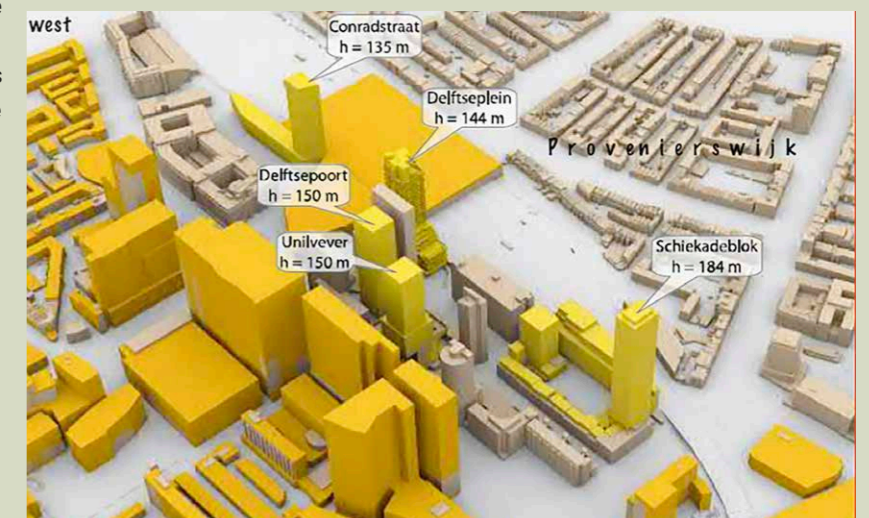 west
Conradstraat
h = 135 m
Delftseplein
h = 144 m
Provenierswijk
Delftsepoort
h = 150 m
Unilvever
h = 150 m
Schiekadeblok
h = 184 m